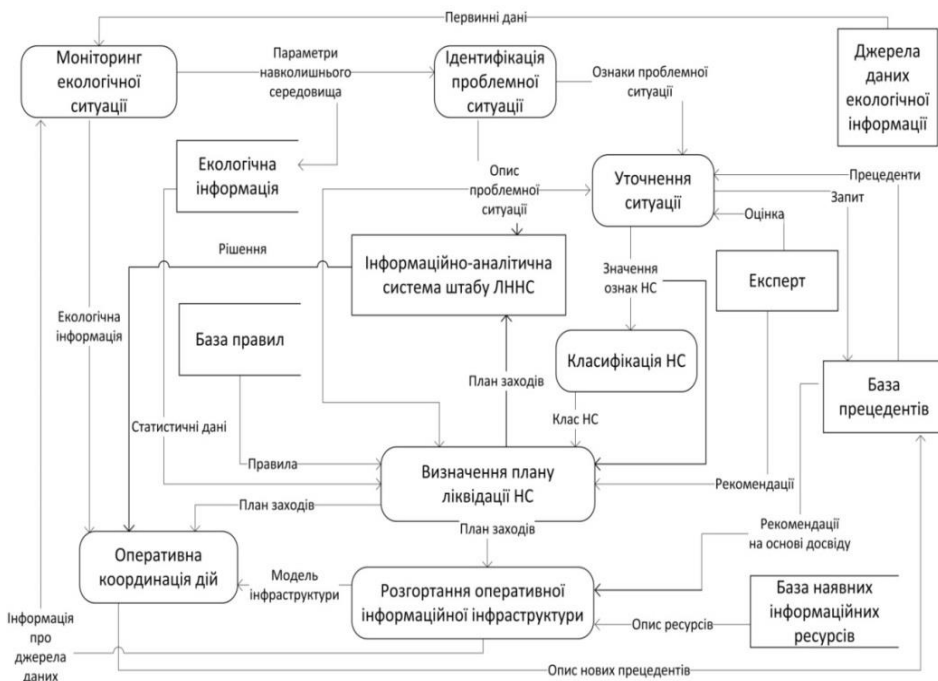 Первинні дані
Моніторинг
екологічної
ситуації
Параметри
навколишнього
середовища
Ідентифікація
проблемної
ситуації
Ознаки проблемної
ситуації
Джерела
даних
екологічної
інформації
Екологічна
інформація
Опис
проблемної
ситуації
Уточнення
ситуації
Прецеденти
Запит
Оцінка
Рішення
Інформаційно-аналітична
система штабу ЛННС
Значення
ознак НС
Експерт
Екологічна
інформація
База правил
План заходів
Класифікація НС
База
прецедентів
Статистичні дані
Клас НС
Правила
Визначення плану
ліквідації НС
Рекомендації
План заходів
План заходів
Рекомендації
на основі досвіду
Оперативна
координація дій
Модель
інфраструктури
Розгортання оперативної
інформаційної інфраструктури
Опис ресурсів
База наявних
інформаційних
ресурсів
Інформація
про
джерела
даних
Опис нових прецедентів